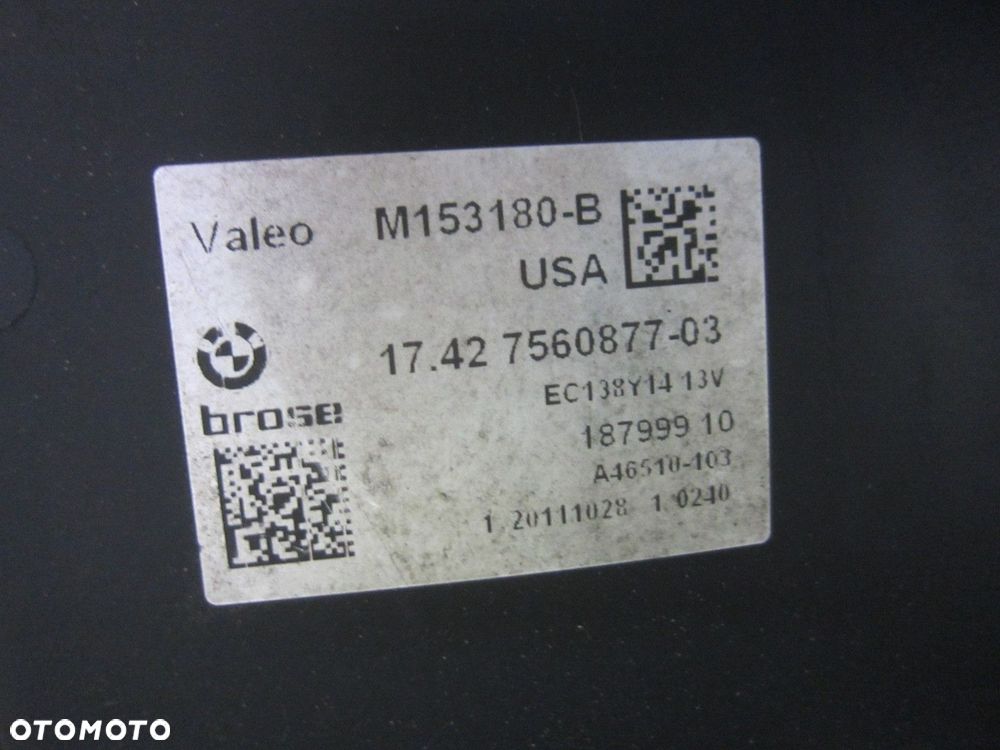 Valeo M153180-B
USA
17.42 7560877-03
brose
EC138Y14 13V
187999 10
A46510-103
1 20111028 1 0240
OTOMOTO